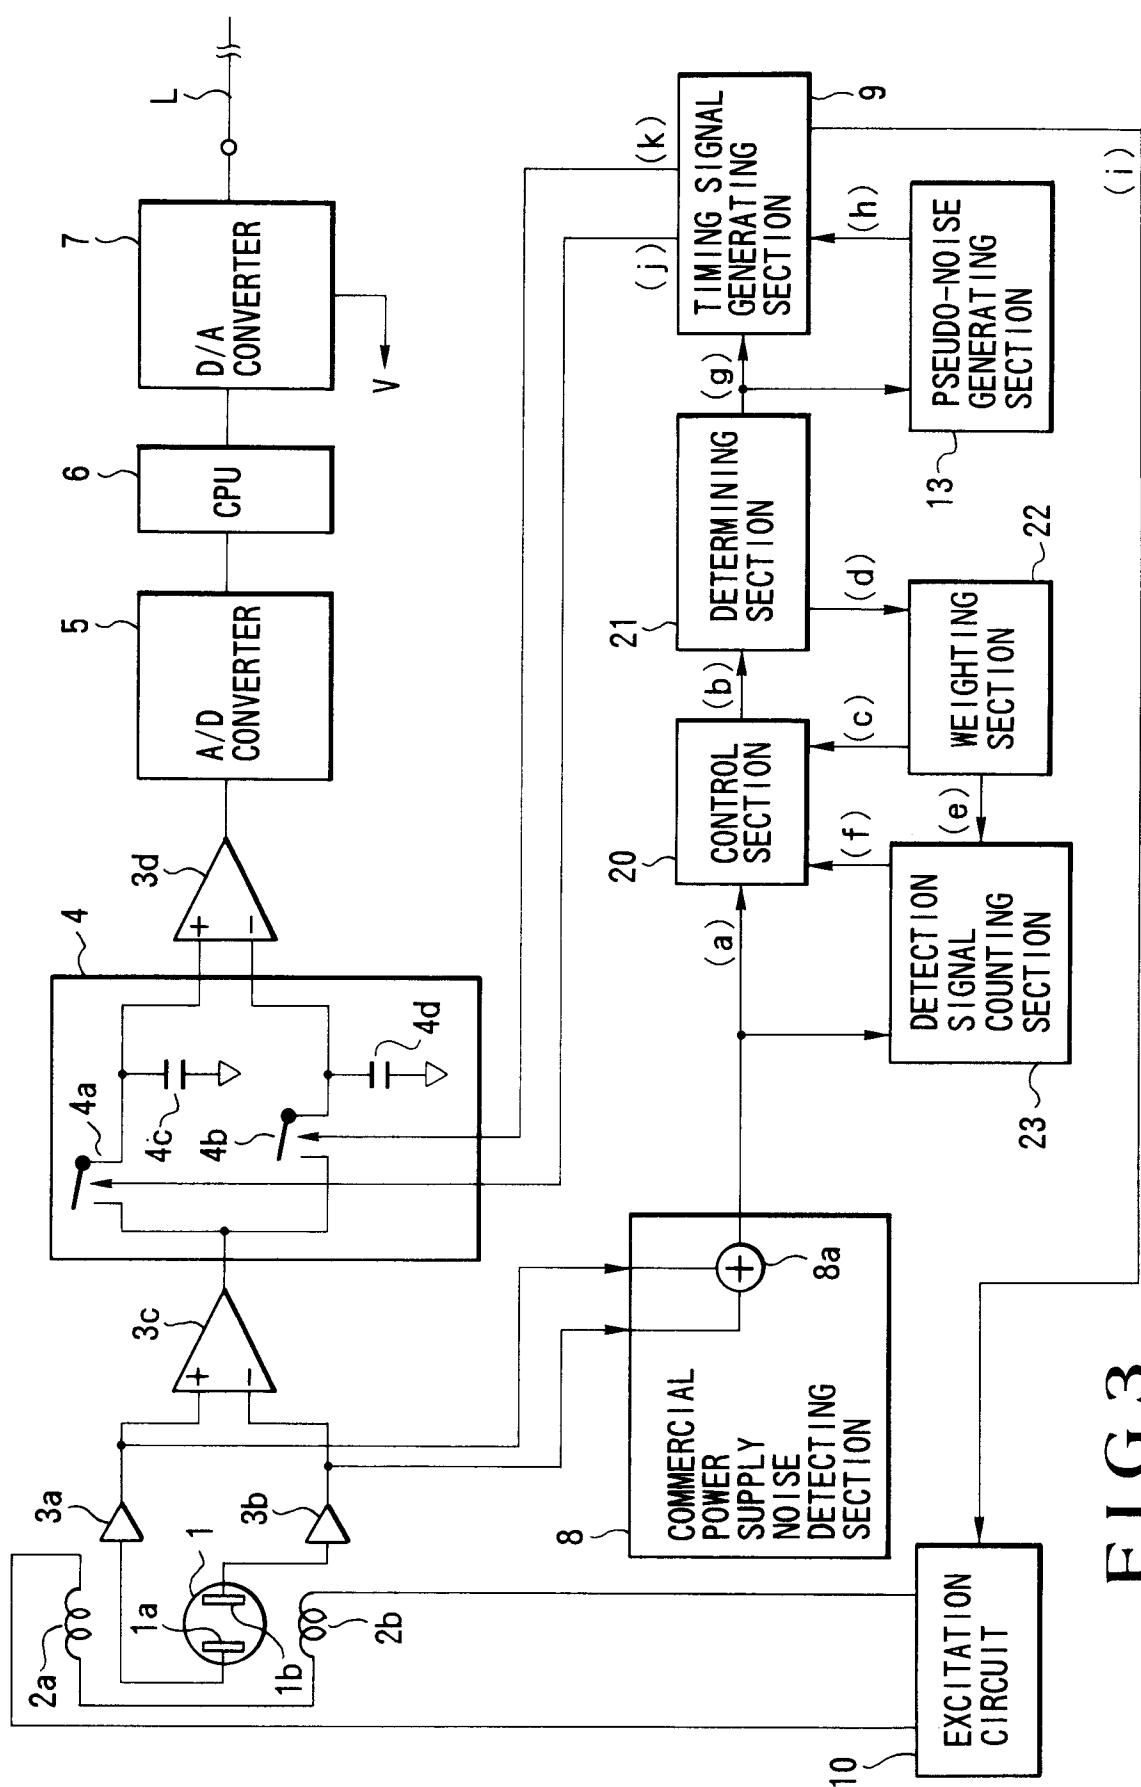 L
7
D/A
CONVERTER
V
6
CPU
5
A/D
CONVERTER
3d
+
−
4
4a
4c
4b
4d
3c
+
−
3a
3b
1
1a
1b
2a
2b
8
COMMERCIAL
POWER
SUPPLY
NOISE
DETECTING
SECTION
+
8a
(a)
20
CONTROL
SECTION
(b)
21
DETERMINING
SECTION
(g)
TIMING SIGNAL
GENERATING
SECTION
9
(j)
(k)
(h)
(i)
PSEUDO-NOISE
GENERATING
SECTION
13
(d)
(c)
WEIGHTING
SECTION
22
(e)
(f)
DETECTION
SIGNAL
COUNTING
SECTION
23
EXCITATION
CIRCUIT
10
FIG.3